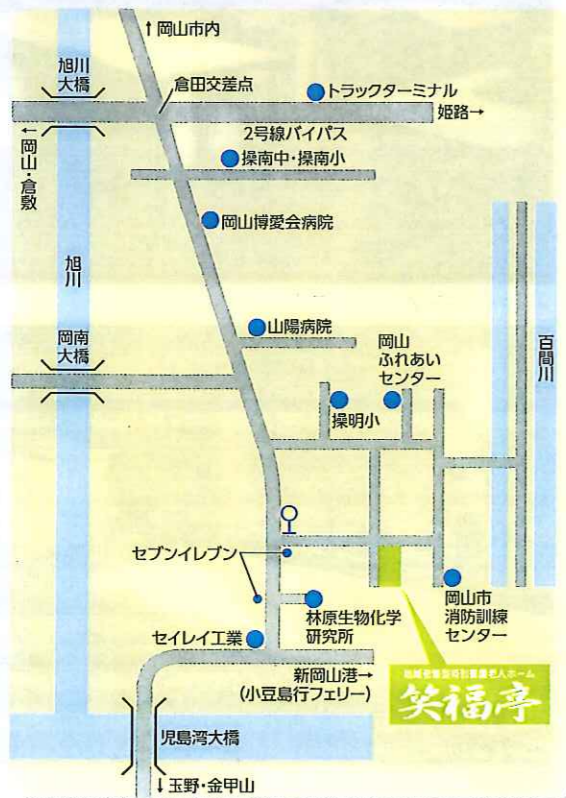 ↑岡山市内
旭川
大橋
倉田交差点
トラックターミナル
姫路→
2号線バイパス
←岡山・倉敷
操南中・操南小
岡山博愛会病院
旭川
山陽病院
岡山
ふれあい
センター
百間川
岡南
大橋
操明小
セブンイレブン
林原生物化学
研究所
岡山市
消防訓練
センター
セイレイ工業
新岡山港→
(小豆島行フェリー)
笑福亭
児島湾大橋
↓玉野・金甲山